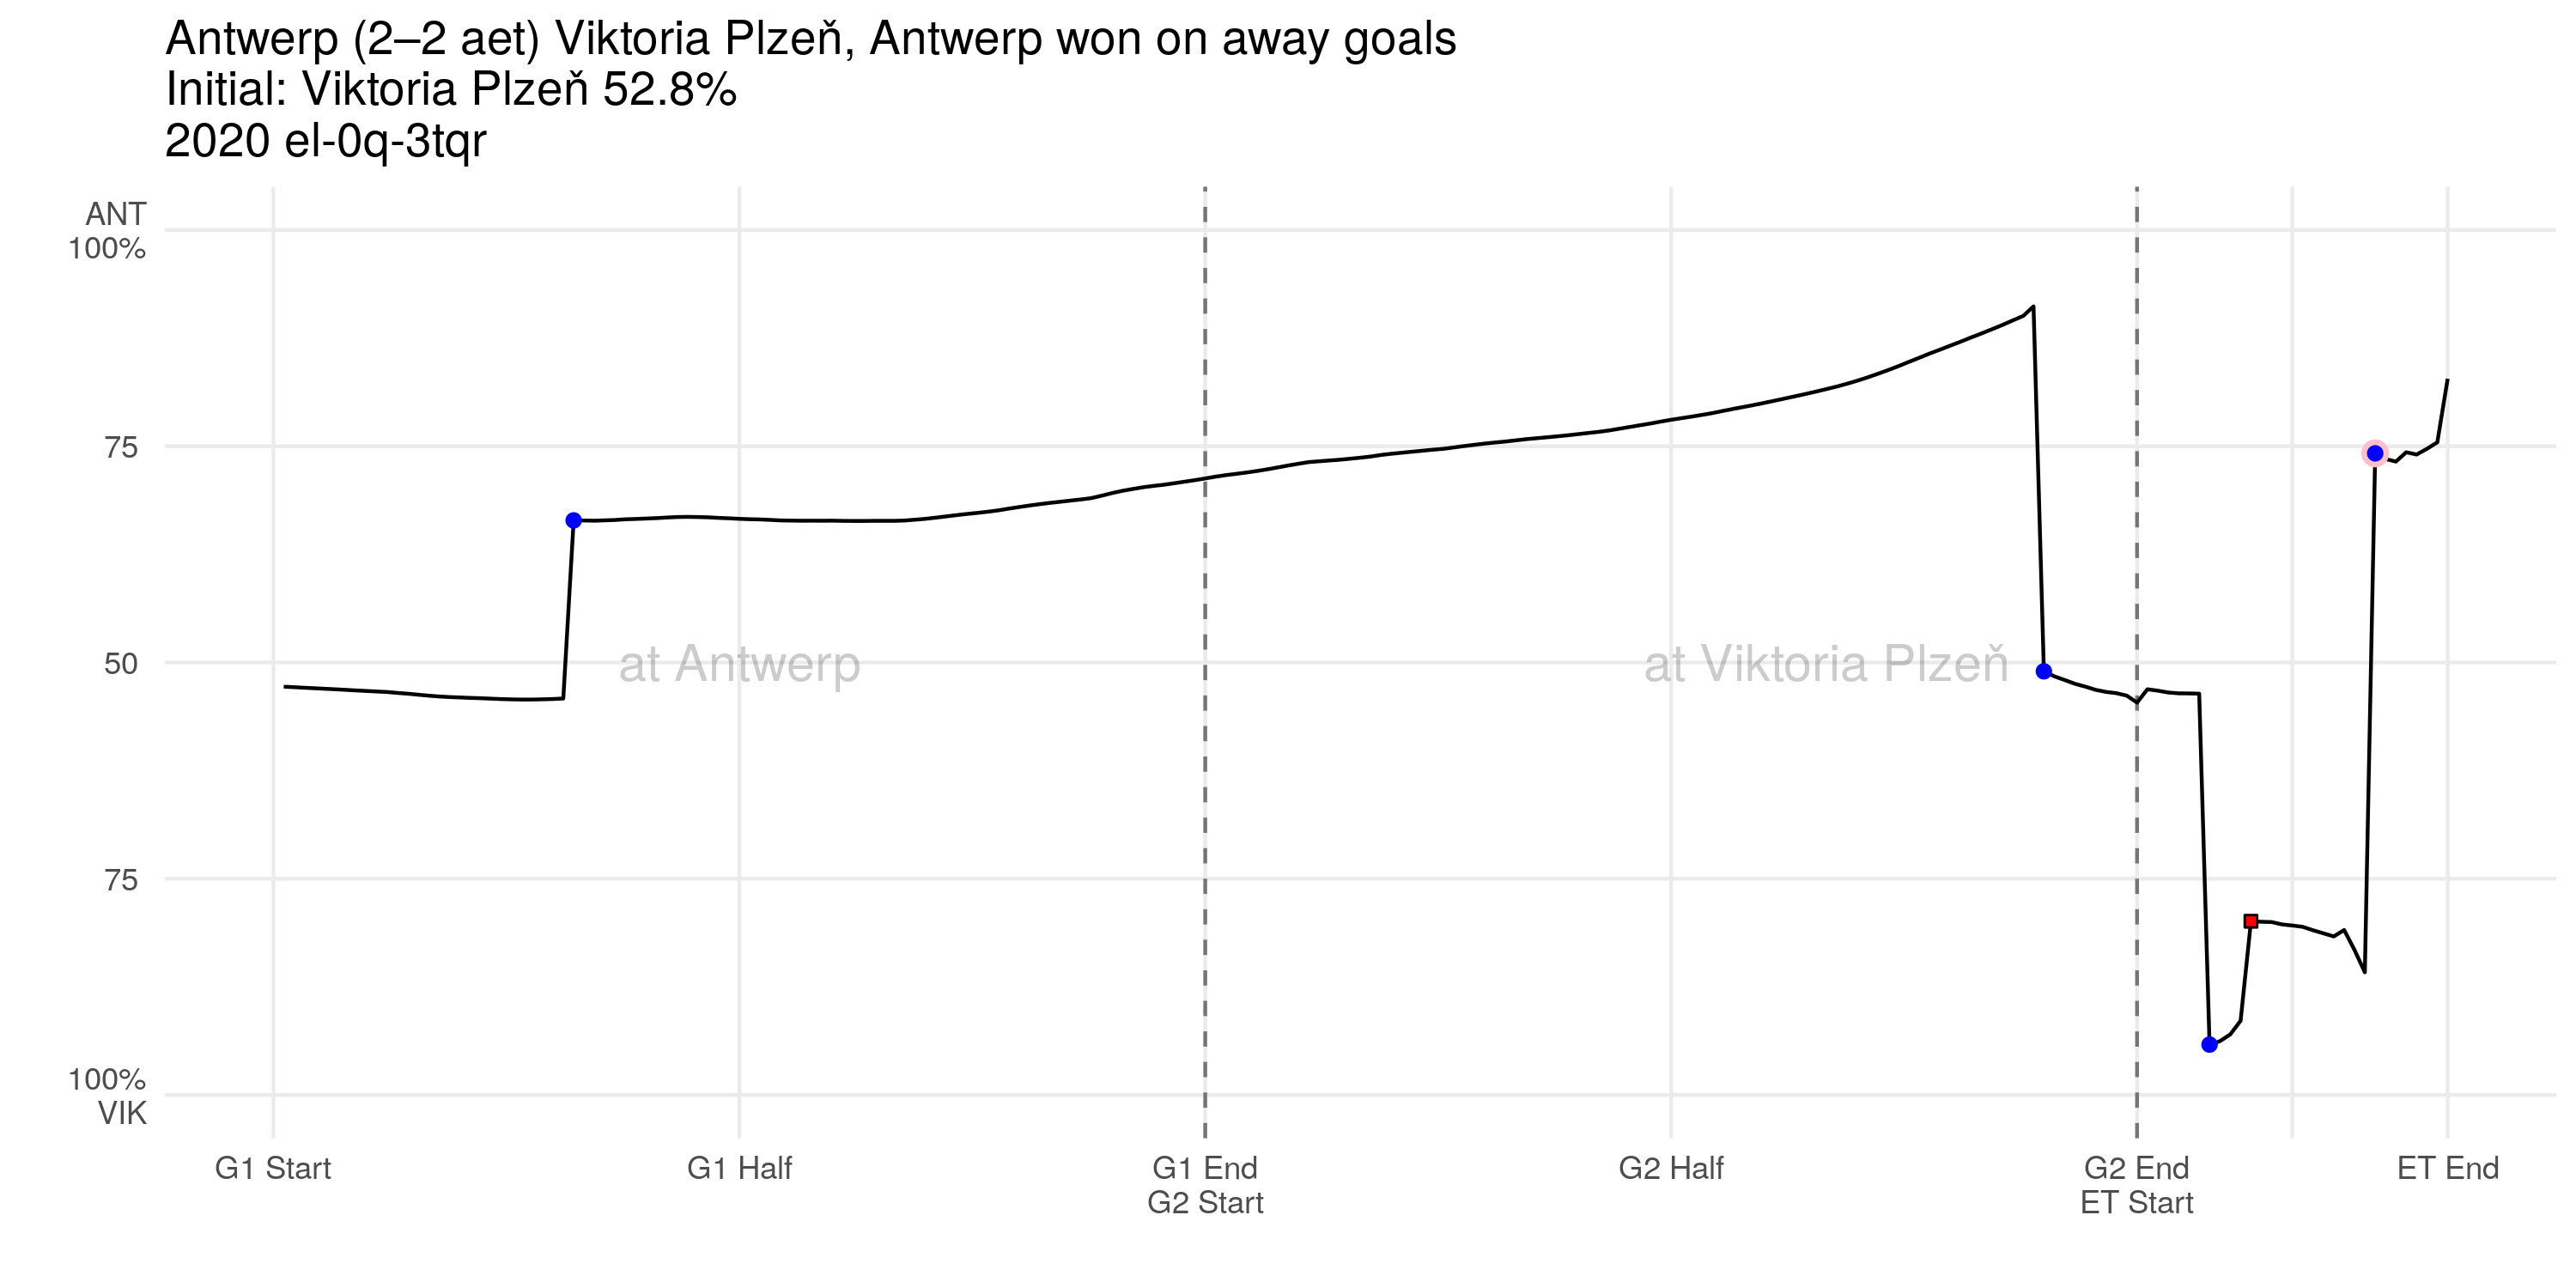 Antwerp (2–2 aet) Viktoria Plzeň, Antwerp won on away goals
Initial: Viktoria Plzeň 52.8%
2020 el-0q-3tqr
ANT
100%
75
50
75
100%
VIK
at Antwerp
at Viktoria Plzeň
G1 Start
G1 Half
G1 End
G2 Start
G2 Half
G2 End
ET Start
ET End